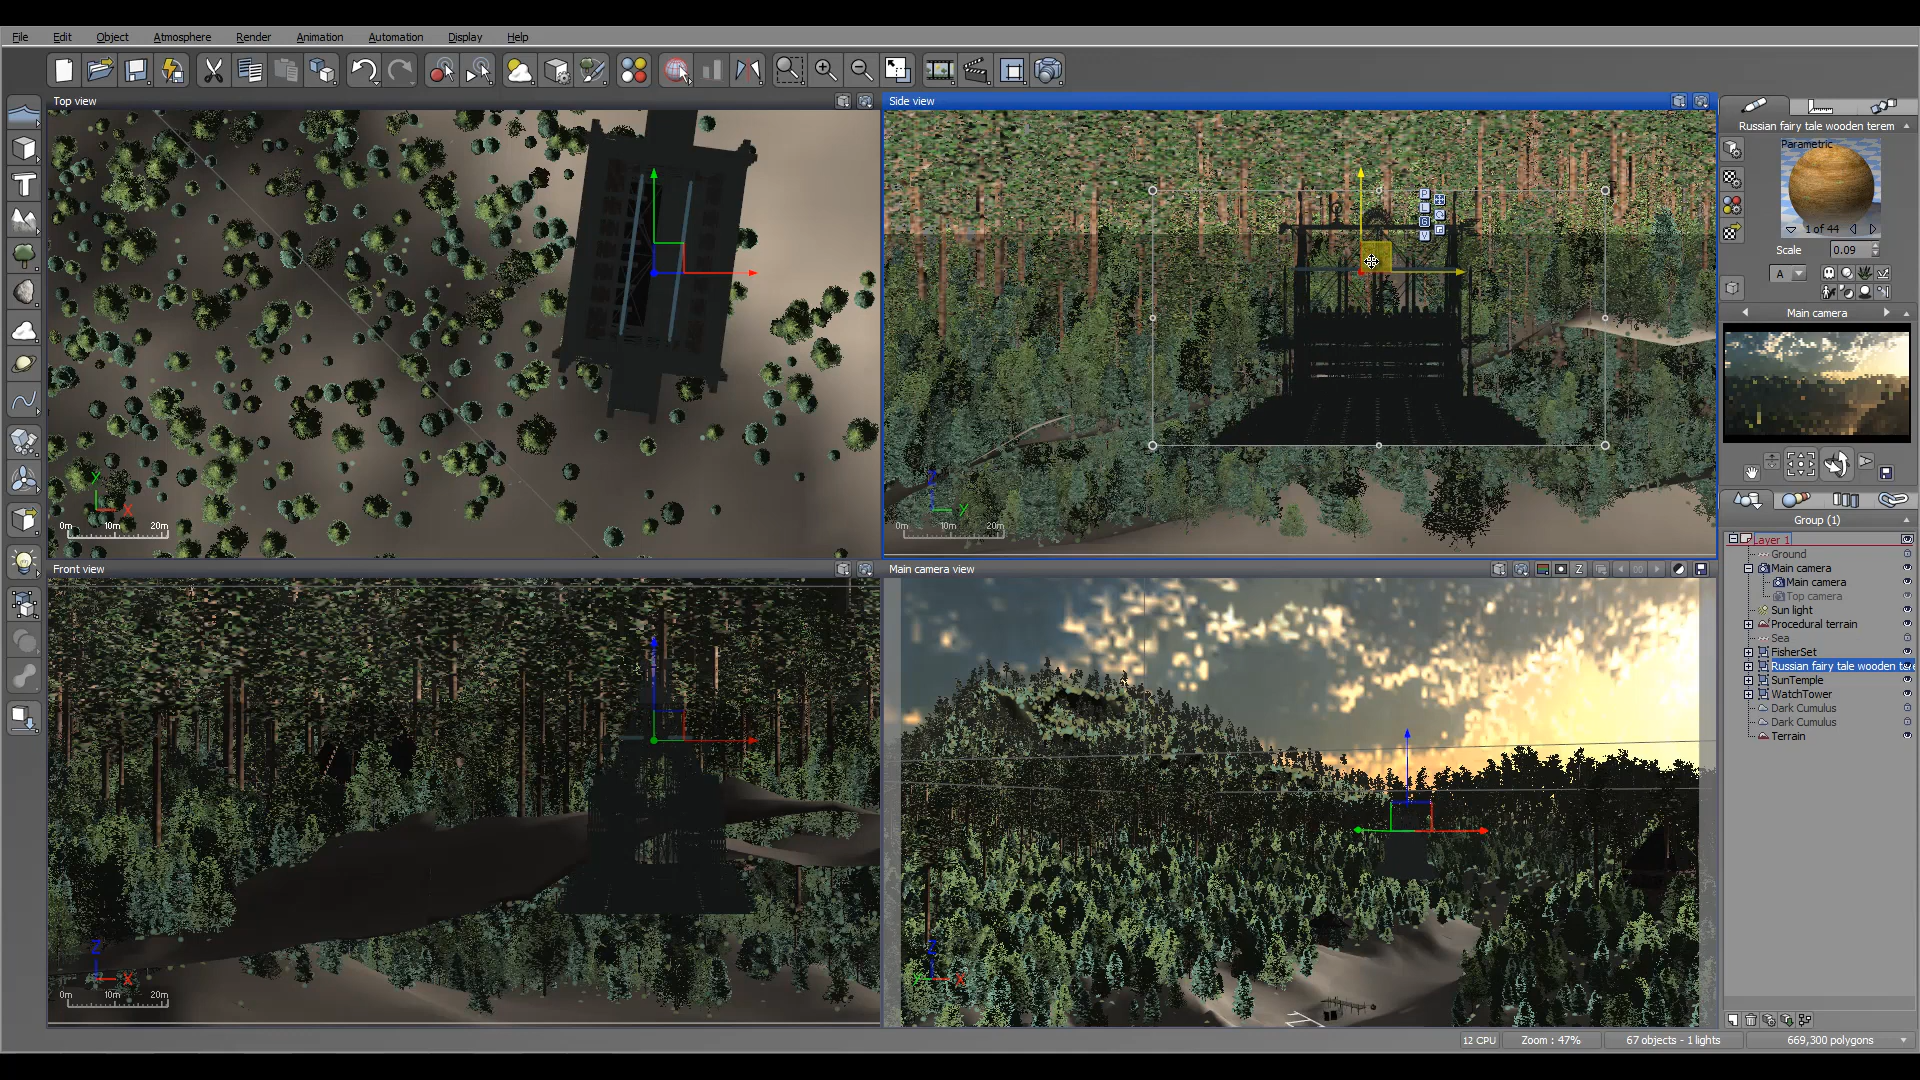 File Edit Object Atmosphere Render Animation Automation Display Help
Top view
Side view
Russian fairy tale wooden terem
Parametric
1 of 44
Scale 0.09
A
Main camera
P
L
G
V
Y
X
0m 10m 20m
Z
Y
0m 10m 20m
Group (1)
Layer 1
Ground
Main camera
Main camera
Top camera
Sun light
Procedural terrain
Sea
FisherSet
Russian fairy tale wooden te
SunTemple
WatchTower
Dark Cumulus
Dark Cumulus
Terrain
Front view
Main camera view
Z
Z
X
0m 10m 20m
Z
Y
X
12 CPU Zoom : 47% 67 objects - 1 lights 669,300 polygons